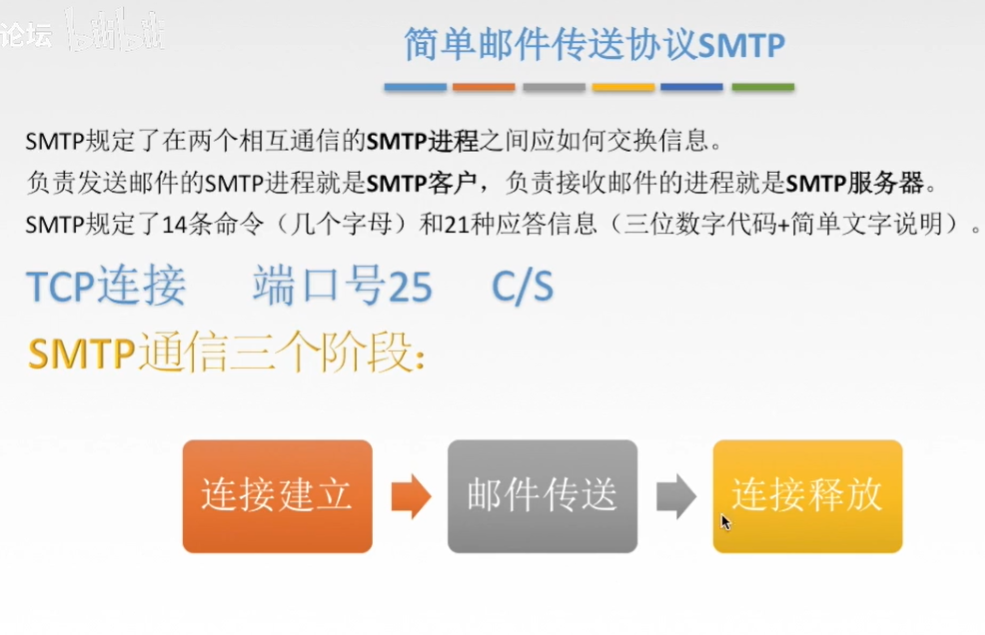 论坛 bilibili
简单邮件传送协议SMTP
SMTP规定了在两个相互通信的SMTP进程之间应如何交换信息。
负责发送邮件的SMTP进程就是SMTP客户，负责接收邮件的进程就是SMTP服务器。
SMTP规定了14条命令（几个字母）和21种应答信息（三位数字代码+简单文字说明）。
TCP连接 端口号25 C/S
SMTP通信三个阶段:
连接建立 邮件传送 连接释放